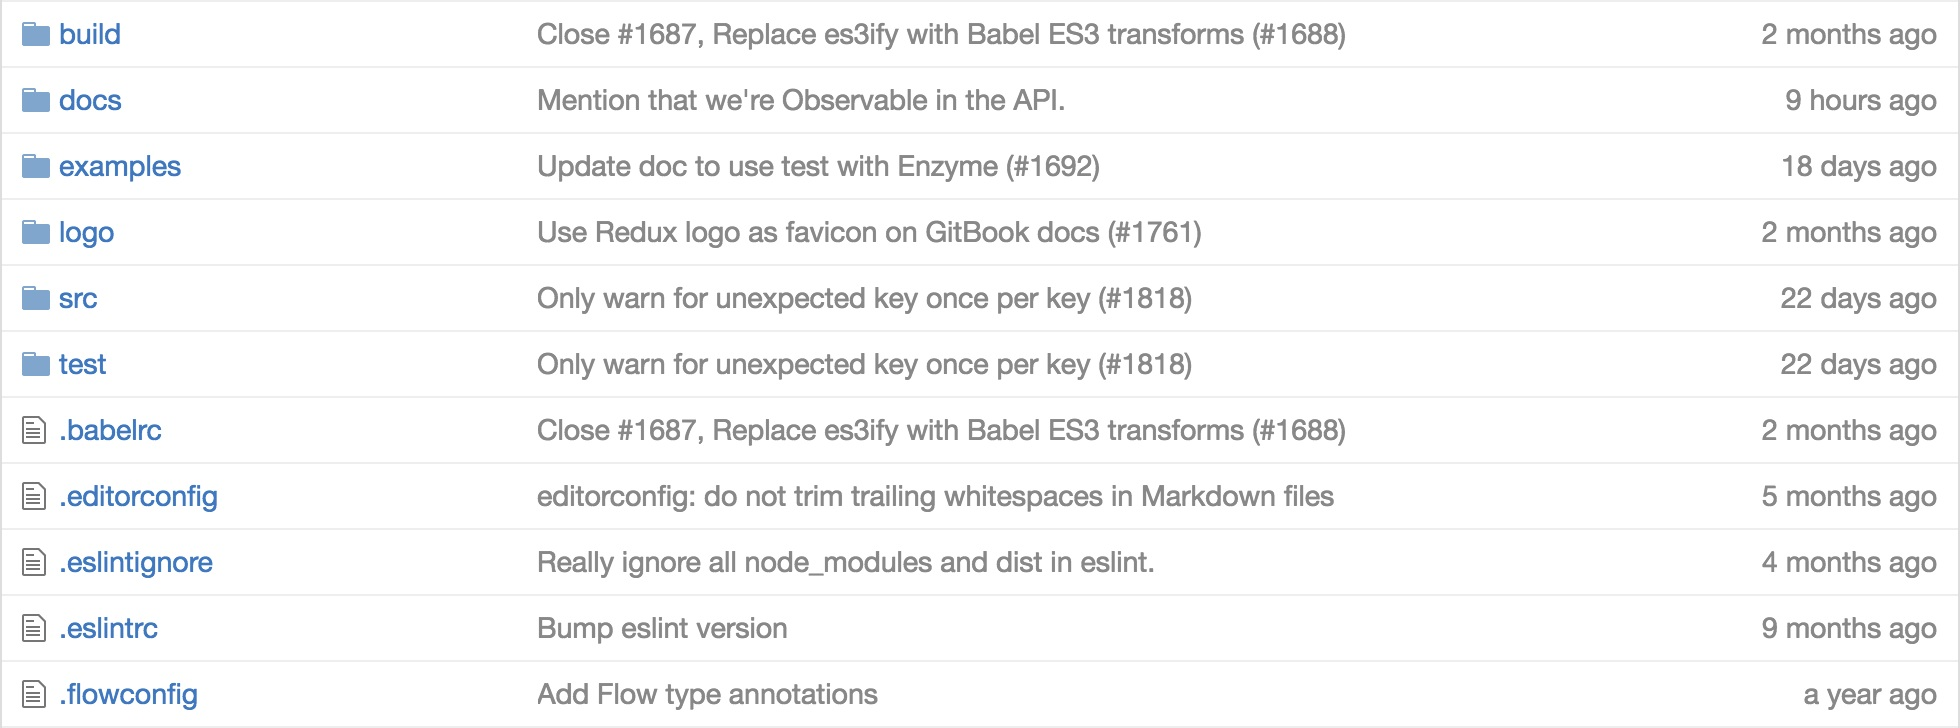 build Close #1687, Replace es3ify with Babel ES3 transforms (#1688) 2 months ago
docs Mention that we're Observable in the API. 9 hours ago
examples Update doc to use test with Enzyme (#1692) 18 days ago
logo Use Redux logo as favicon on GitBook docs (#1761) 2 months ago
src Only warn for unexpected key once per key (#1818) 22 days ago
test Only warn for unexpected key once per key (#1818) 22 days ago
.babelrc Close #1687, Replace es3ify with Babel ES3 transforms (#1688) 2 months ago
.editorconfig editorconfig: do not trim trailing whitespaces in Markdown files 5 months ago
.eslintignore Really ignore all node_modules and dist in eslint. 4 months ago
.eslintrc Bump eslint version 9 months ago
.flowconfig Add Flow type annotations a year ago